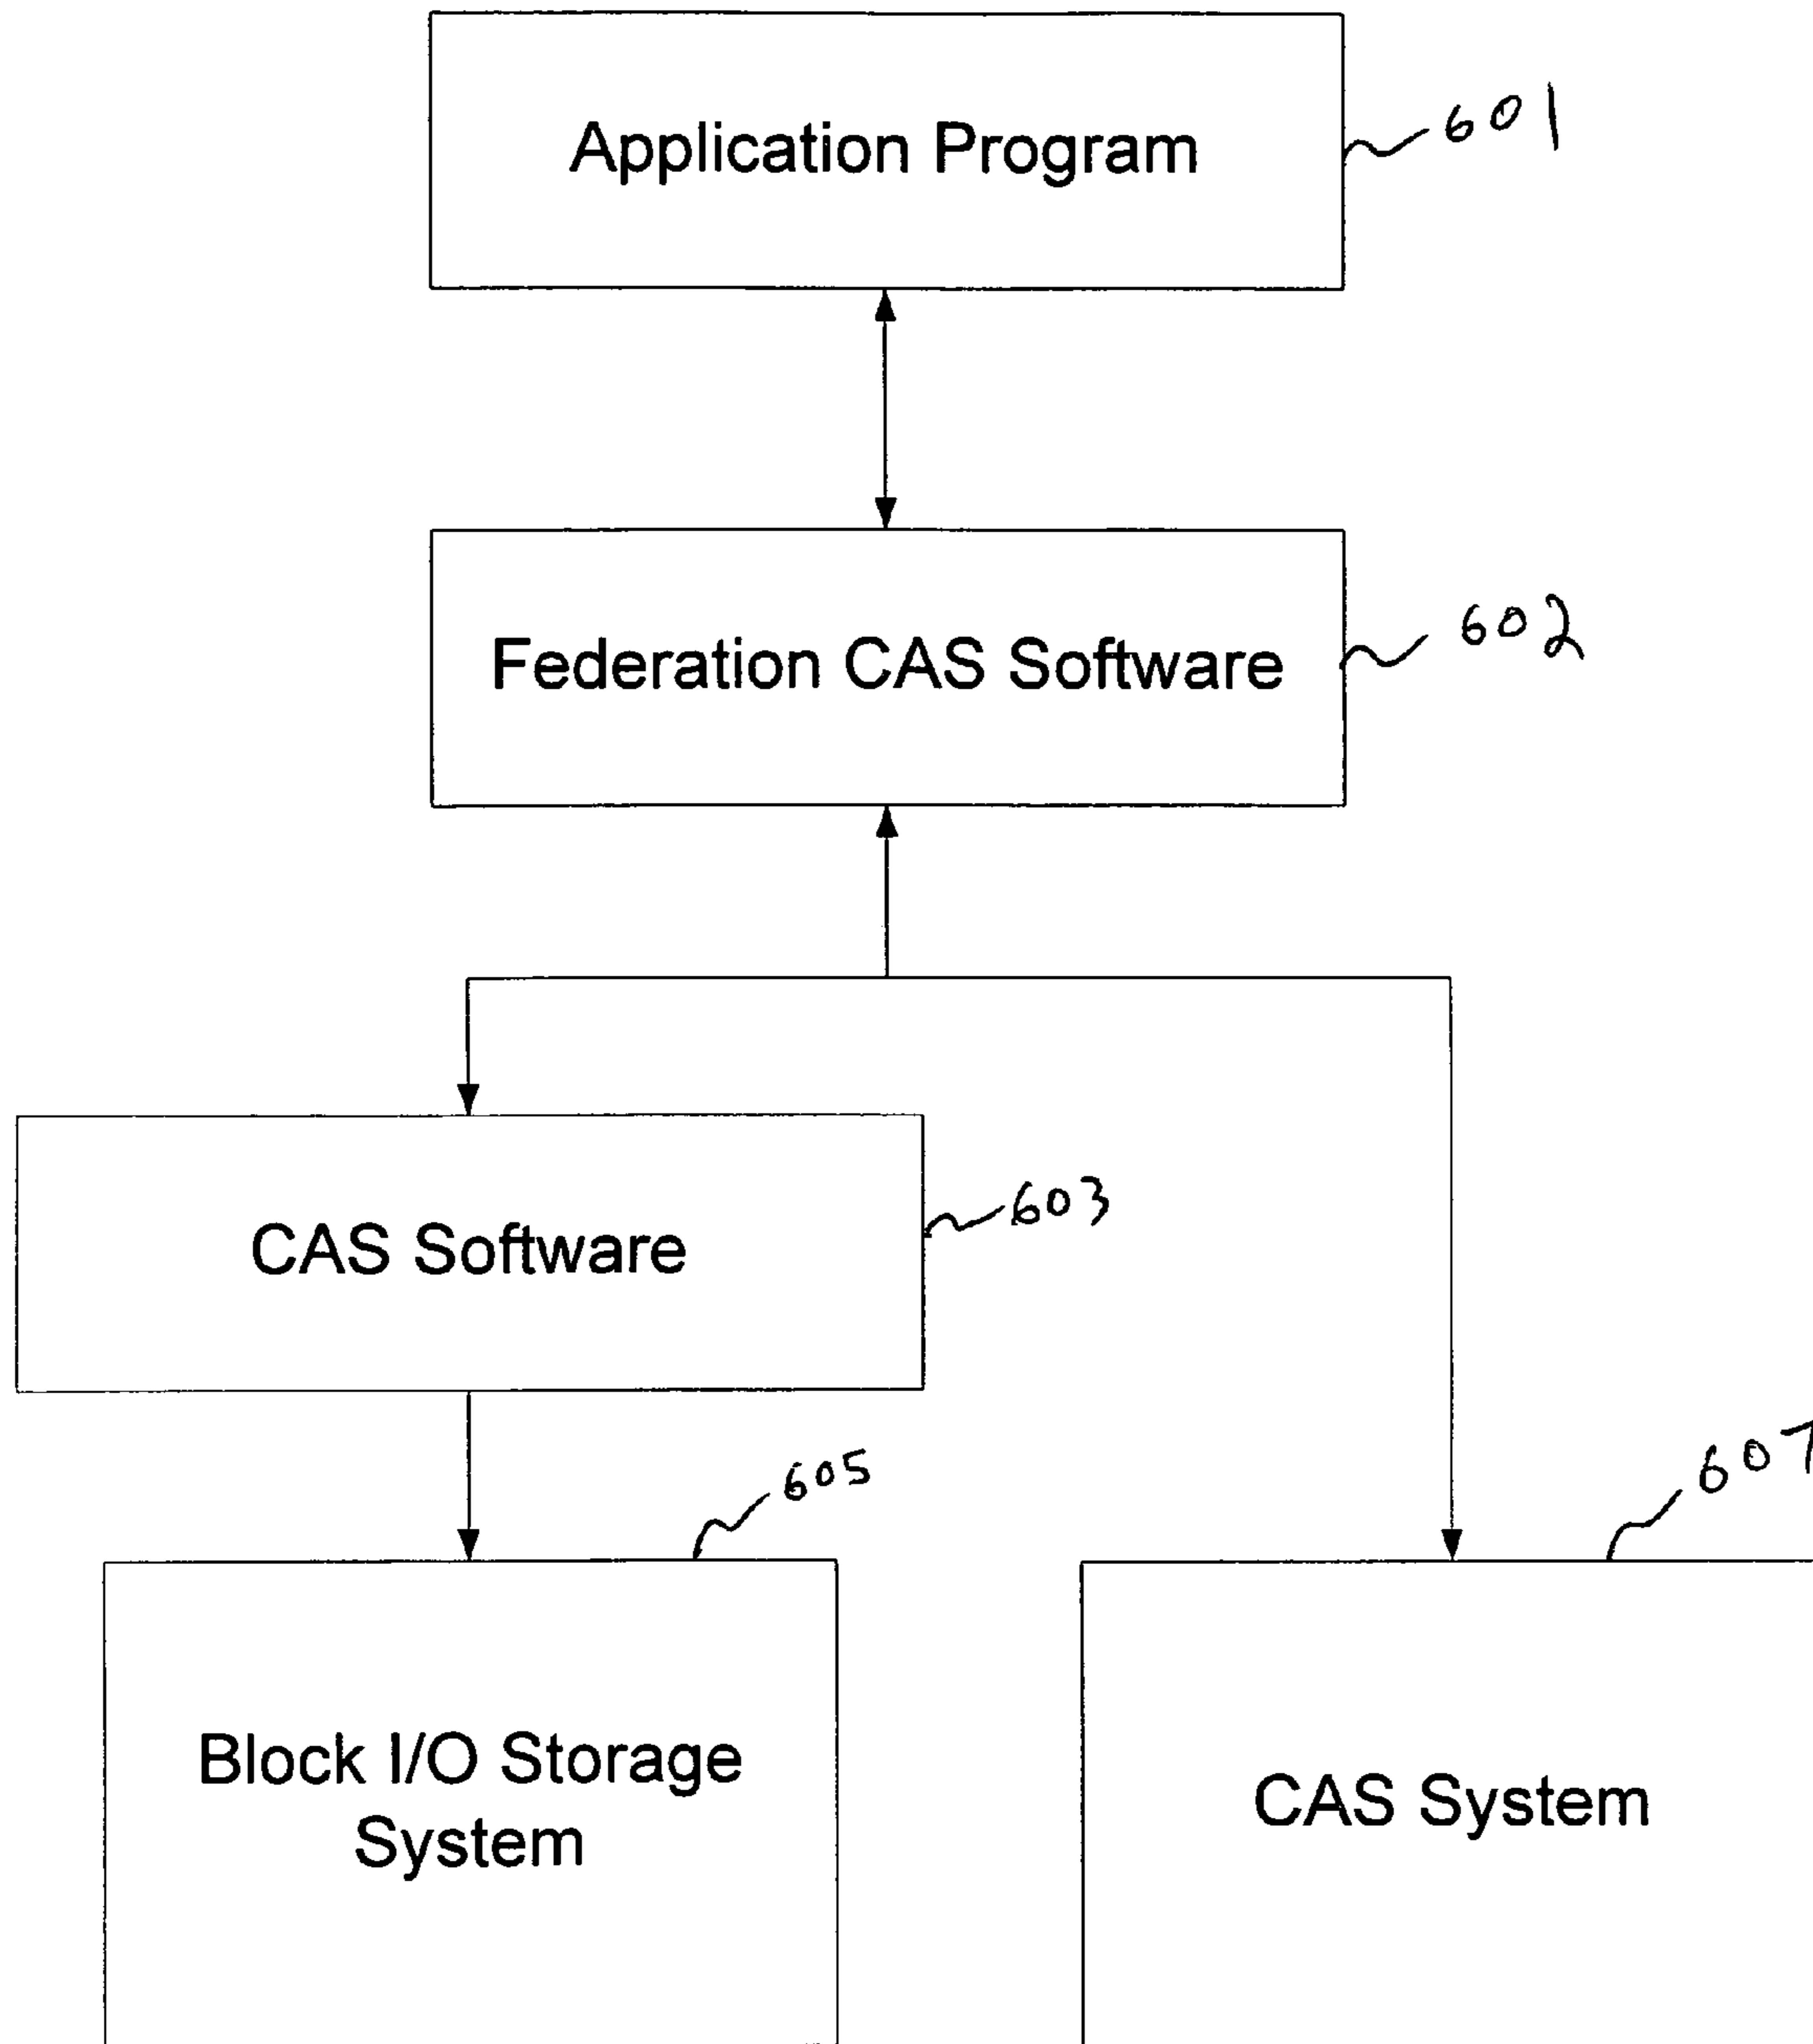 Application Program
601
Federation CAS Software
602
CAS Software
603
605
607
Block I/O Storage
System
CAS System